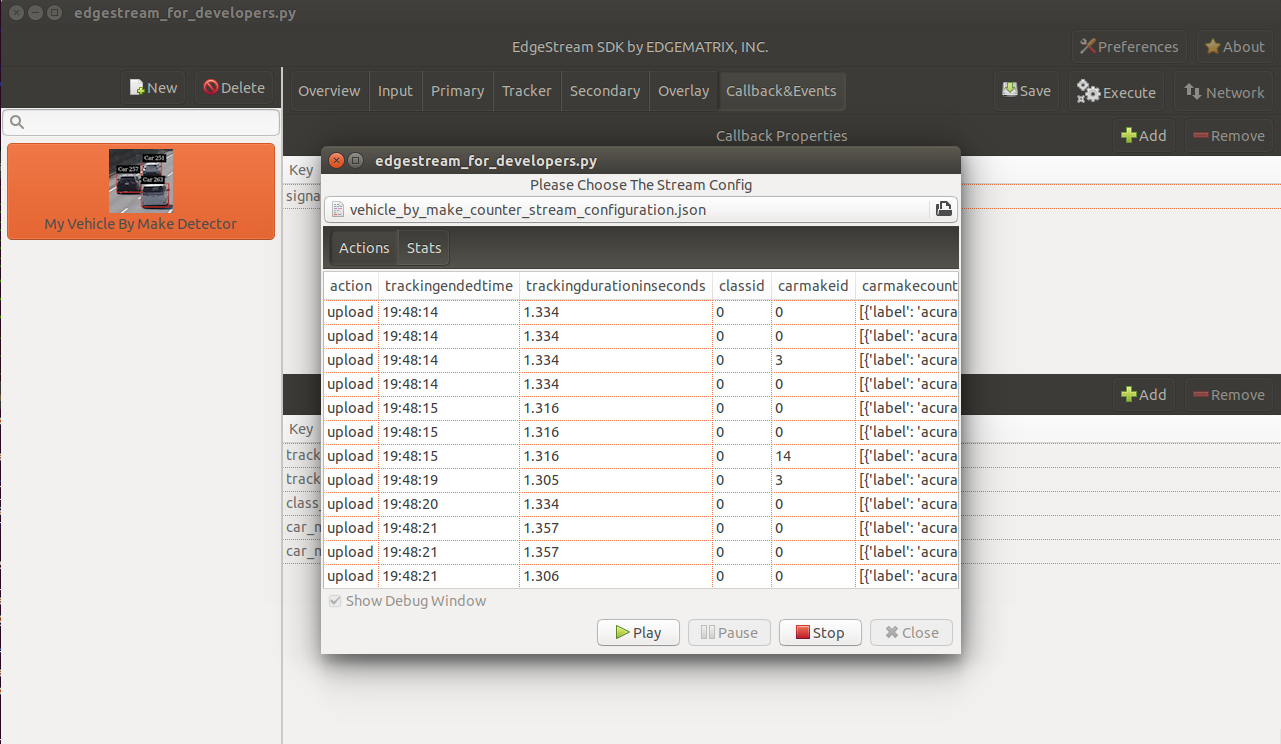 edgestream_for_developers.py
EdgeStream SDK by EDGEMATRIX, INC.
Preferences About
New Delete
Overview Input Primary Tracker Secondary Overlay Callback&Events
Save Execute Network
Callback Properties
Add Remove
Key
signa
Car 251
Car 257
Car 263
My Vehicle By Make Detector
edgestream_for_developers.py
Please Choose The Stream Config
vehicle_by_make_counter_stream_configuration.json
Actions Stats
action trackingendedtime trackingdurationinseconds classid carmakeid carmakecount
upload 19:48:14 1.334 0 0 [{'label': 'acura
upload 19:48:14 1.334 0 0 [{'label': 'acura
upload 19:48:14 1.334 0 3 [{'label': 'acura
upload 19:48:14 1.334 0 0 [{'label': 'acura
upload 19:48:15 1.316 0 0 [{'label': 'acura
upload 19:48:15 1.316 0 0 [{'label': 'acura
upload 19:48:15 1.316 0 14 [{'label': 'acura
upload 19:48:19 1.305 0 3 [{'label': 'acura
upload 19:48:20 1.334 0 0 [{'label': 'acura
upload 19:48:21 1.357 0 0 [{'label': 'acura
upload 19:48:21 1.357 0 0 [{'label': 'acura
upload 19:48:21 1.306 0 0 [{'label': 'acura
Show Debug Window
Play Pause Stop Close
Add Remove
Key
track
track
class_
car_m
car_m